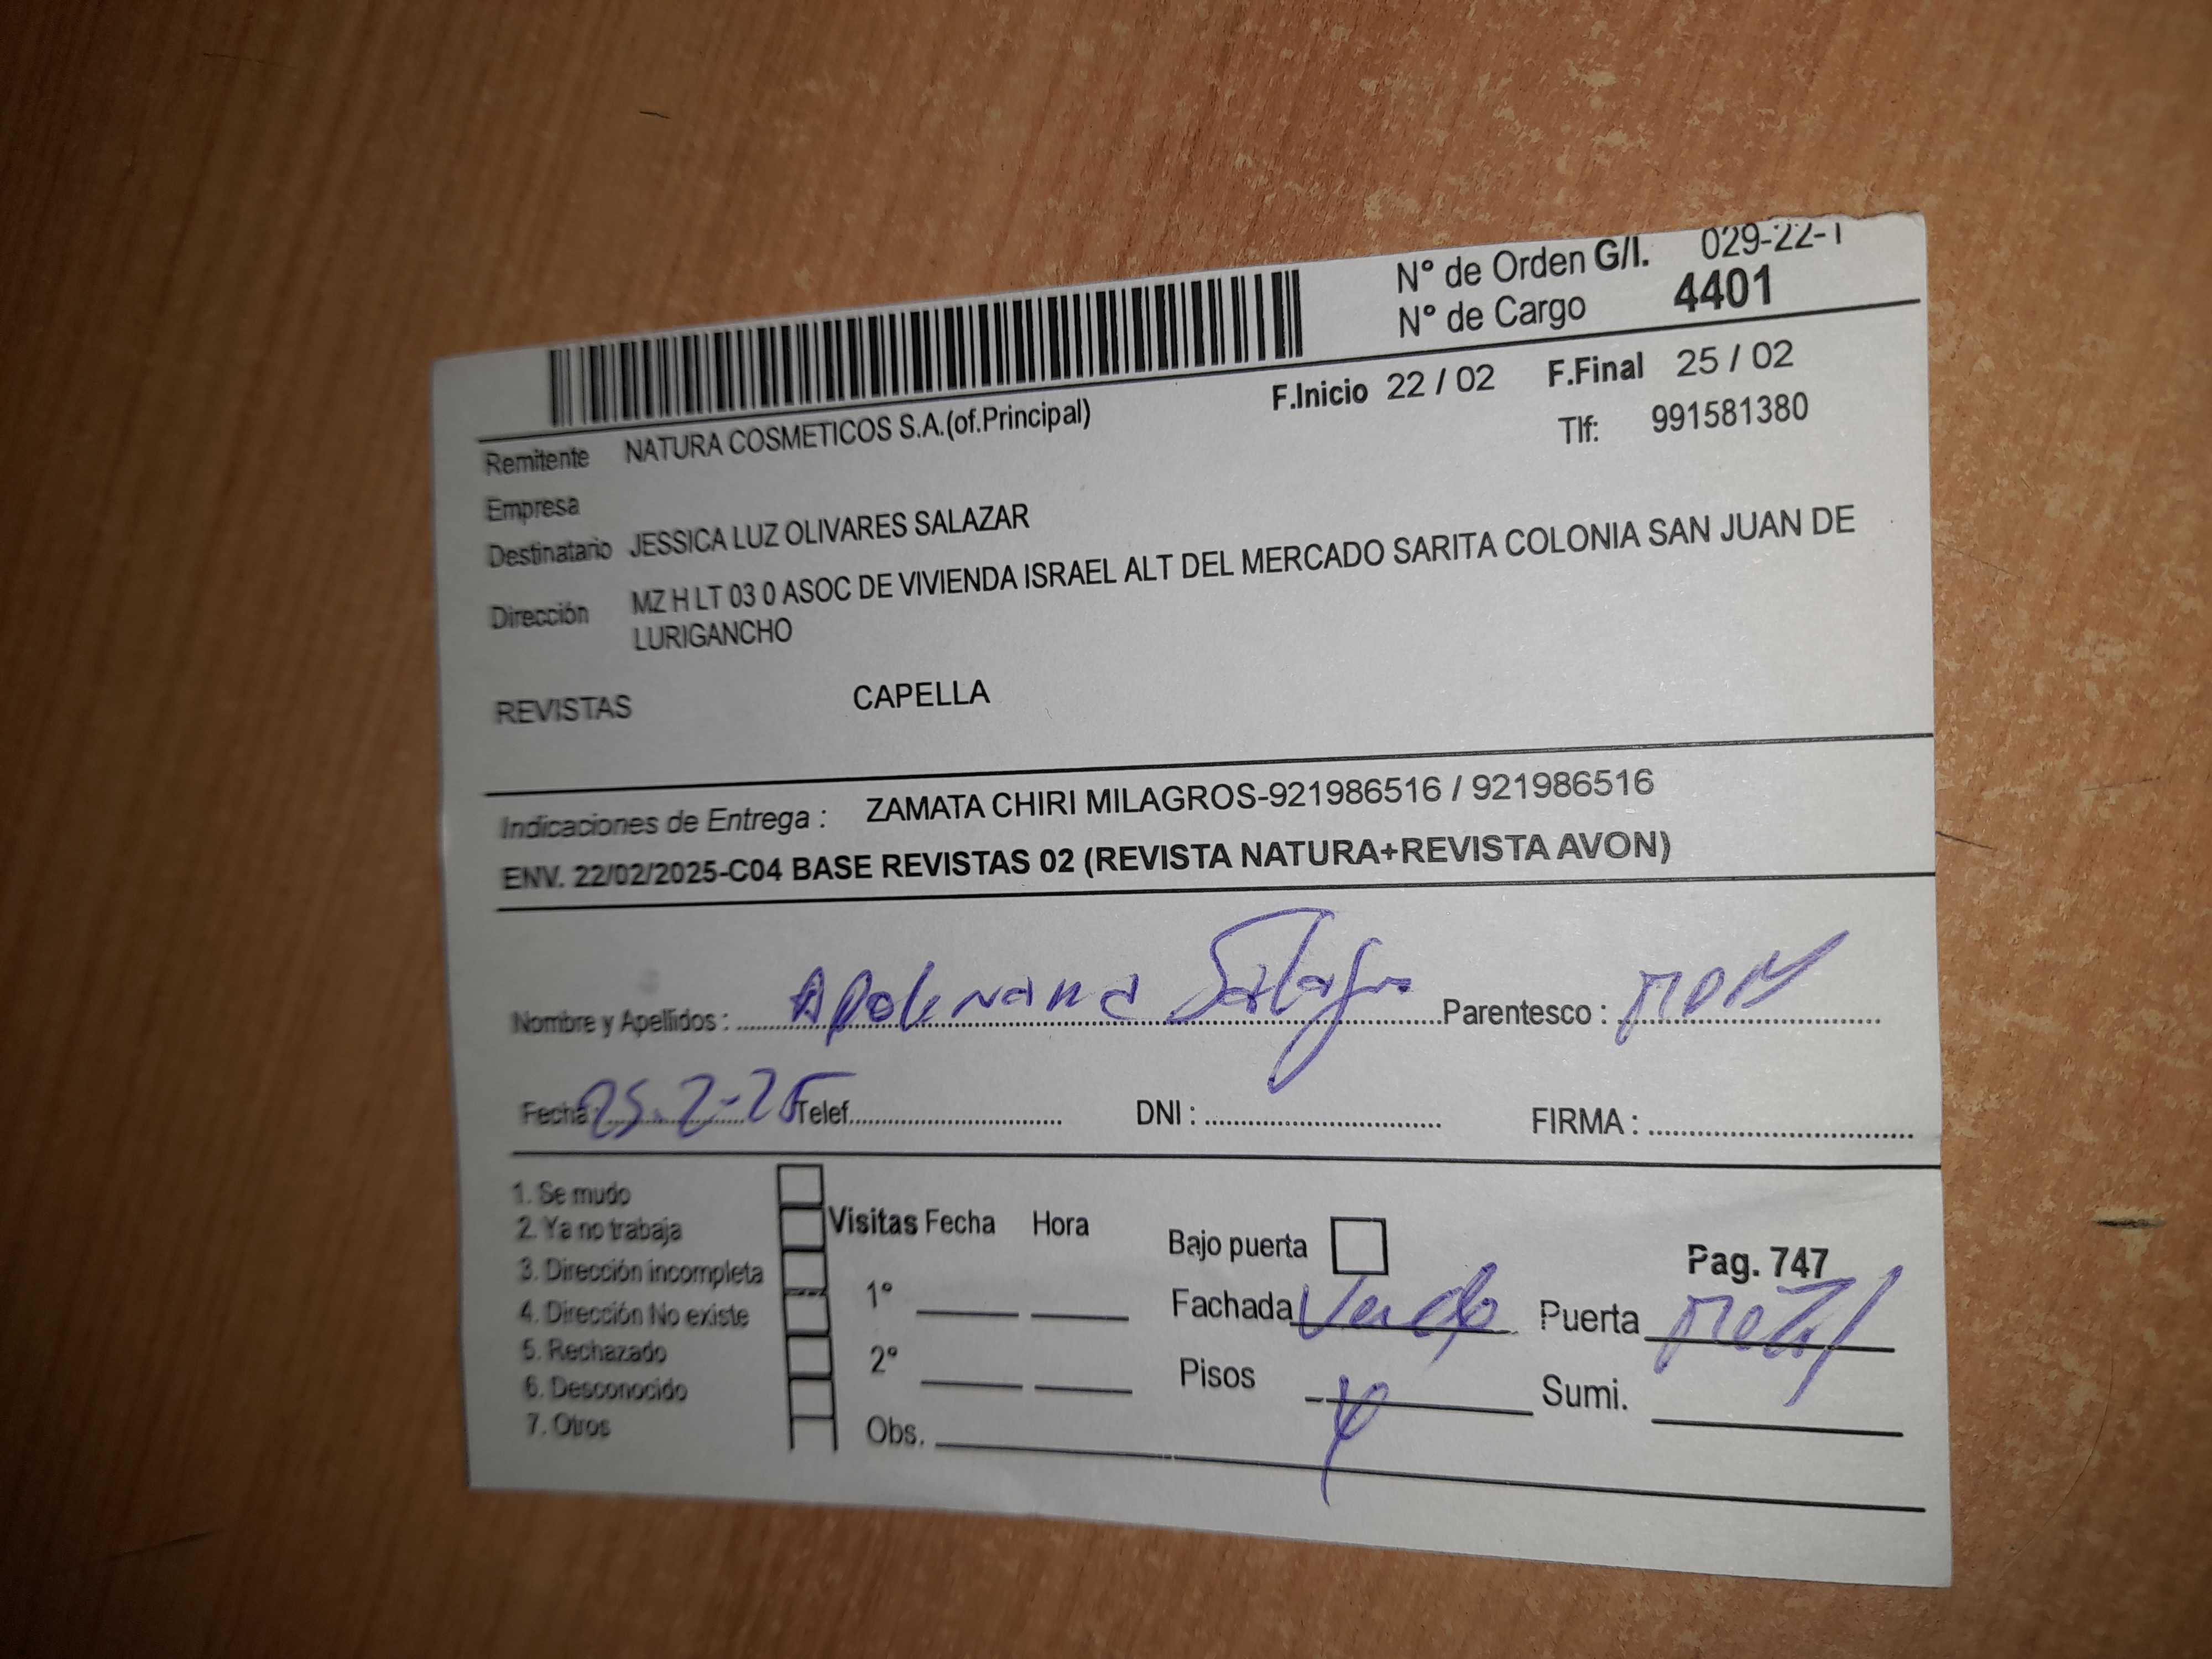 N° de Orden G/I. 029-22-1
N° de Cargo 4401
F.Inicio 22 / 02 F.Final 25 / 02
Remitente NATURA COSMETICOS S.A.(of.Principal)
Tlf: 991581380
Empresa
Destinatario JESSICA LUZ OLIVARES SALAZAR
Dirección MZ H LT 03 0 ASOC DE VIVIENDA ISRAEL ALT DEL MERCADO SARITA COLONIA SAN JUAN DE
LURIGANCHO
REVISTAS CAPELLA
Indicaciones de Entrega : ZAMATA CHIRI MILAGROS-921986516 / 921986516
ENV. 22/02/2025-C04 BASE REVISTAS 02 (REVISTA NATURA+REVISTA AVON)
Nombre y Apellidos : Parentesco :
Fecha: 25-2-25 Telef. DNI : FIRMA :
1. Se mudo
2. Ya no trabaja
3. Dirección incompleta
4. Dirección No existe
5. Rechazado
6. Desconocido
7. Otros
Visitas Fecha Hora
1°
2°
Obs.
Bajo puerta
Pag. 747
Fachada Verde Puerta Metal
Pisos 4 Sumi.